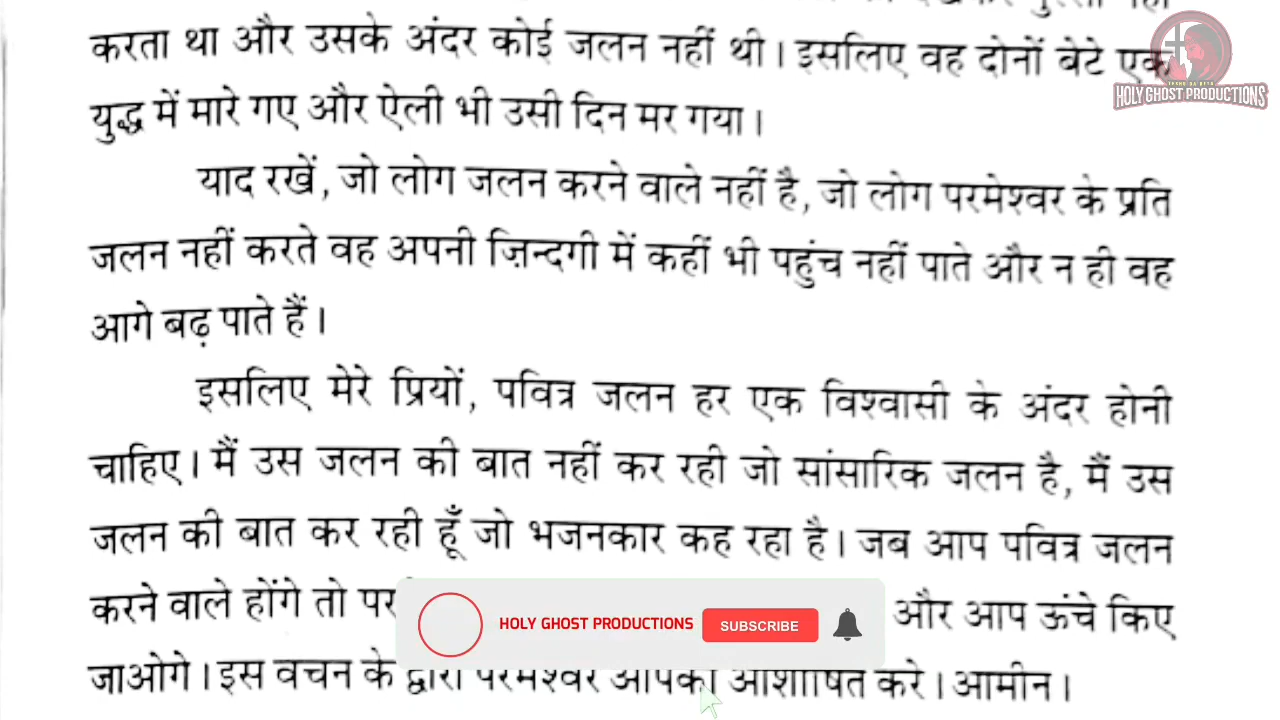 करता था और उसके अंदर कोई जलन नहीं थी। इसलिए वह दोनों बेटे एक
युद्ध में मारे गए और ऐली भी उसी दिन मर गया।
याद रखें, जो लोग जलन करने वाले नहीं है, जो लोग परमेश्वर के प्रति
जलन नहीं करते वह अपनी ज़िन्दगी में कहीं भी पहुंच नहीं पाते और न ही वह
आगे बढ़ पाते हैं।
इसलिए मेरे प्रियों, पवित्र जलन हर एक विश्वासी के अंदर होनी
चाहिए। मैं उस जलन की बात नहीं कर रही जो सांसारिक जलन है, मैं उस
जलन की बात कर रही हूँ जो भजनकार कह रहा है। जब आप पवित्र जलन
करने वाले होंगे तो और आप ऊंचे किए
जाओगे। इस वचन के द्वारा परमेश्वर आपको आशीषित करे। आमीन।
HOLY GHOST PRODUCTIONS
HOLY GHOST PRODUCTIONS SUBSCRIBE